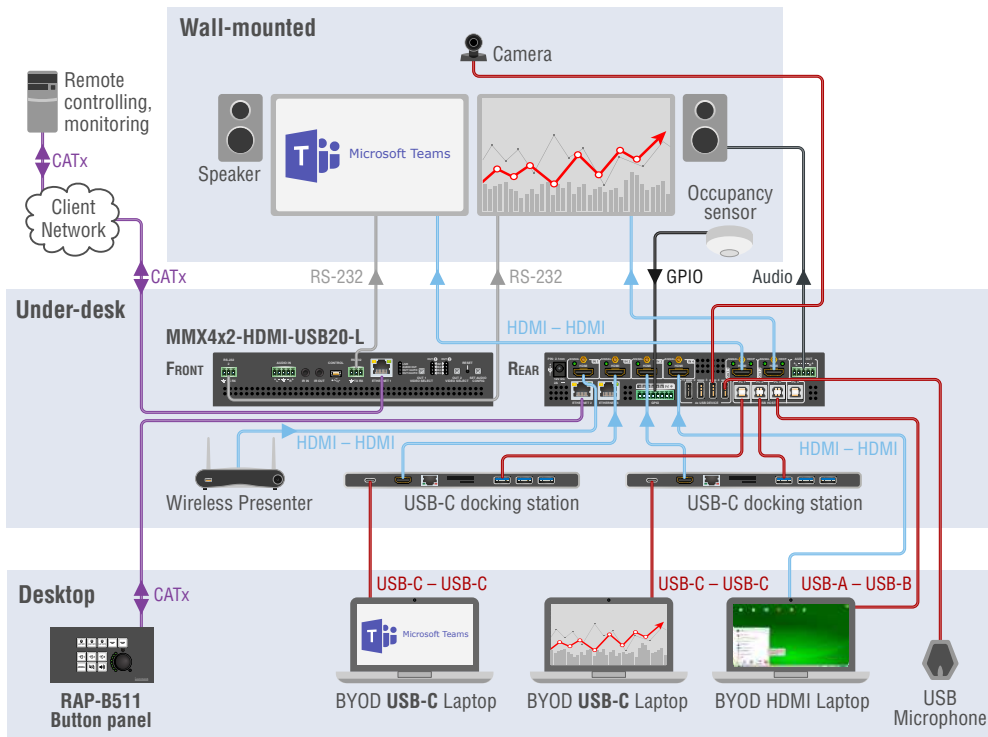 Wall-mounted
Camera
Remote
controlling,
monitoring
CATx
Client
Network
Speaker
Microsoft Teams
Occupancy
sensor
CATx
RS-232
RS-232
GPIO
Audio
Under-desk
HDMI – HDMI
MMX4x2-HDMI-USB20-L
FRONT
REAR
HDMI – HDMI
HDMI – HDMI
Wireless Presenter
USB-C docking station
USB-C docking station
Desktop
CATx
USB-C – USB-C
USB-C – USB-C
USB-A – USB-B
Microsoft Teams
RAP-B511
Button panel
BYOD USB-C Laptop
BYOD USB-C Laptop
BYOD HDMI Laptop
USB
Microphone